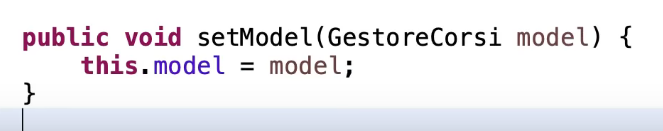 public void setModel(GestoreCorsi model) {
    this.model = model;
}